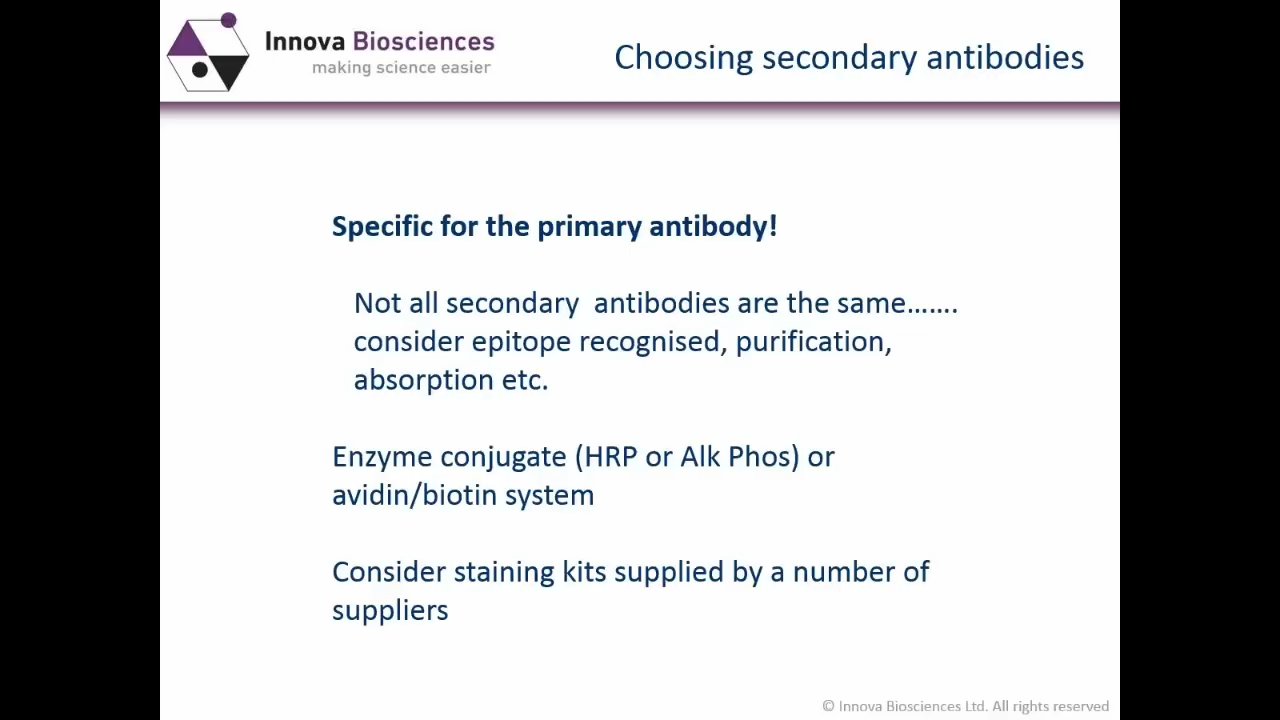 Innova Biosciences
making science easier
Choosing secondary antibodies
Specific for the primary antibody!
Not all secondary antibodies are the same…….
consider epitope recognised, purification,
absorption etc.
Enzyme conjugate (HRP or Alk Phos) or
avidin/biotin system
Consider staining kits supplied by a number of
suppliers
© Innova Biosciences Ltd. All rights reserved